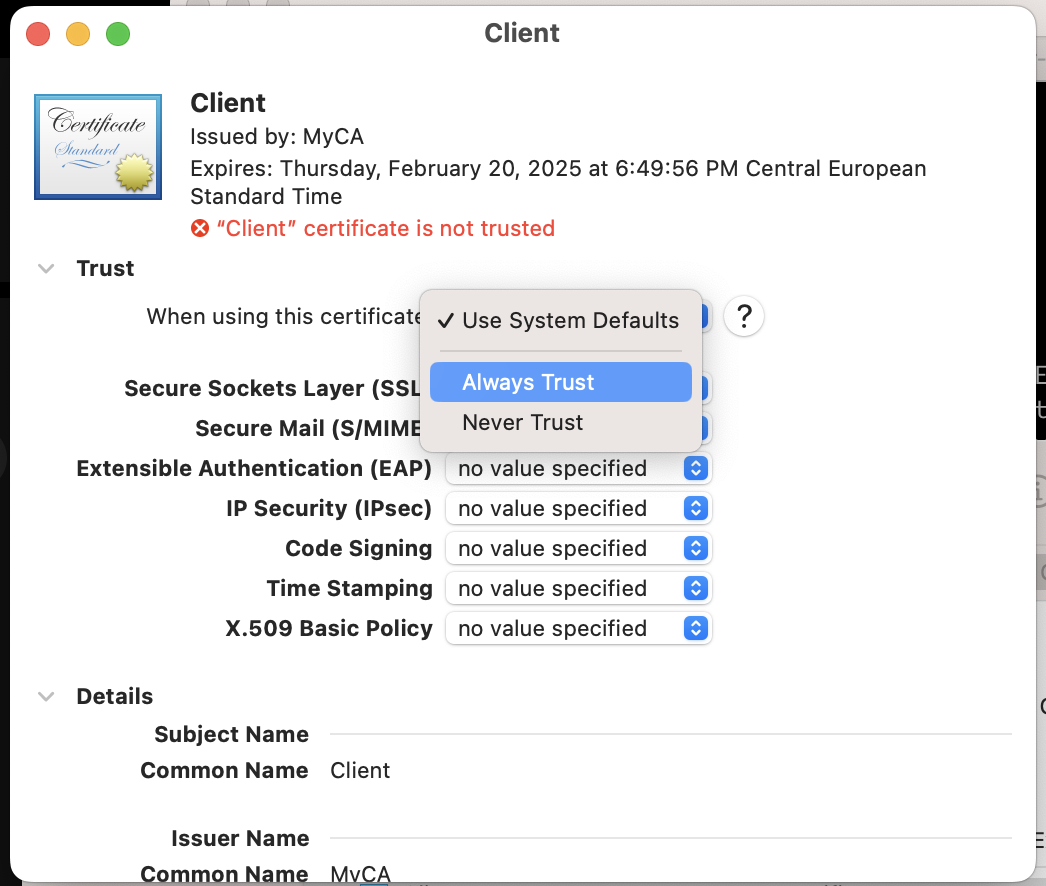 Client
Certificate
Standard
Client
Issued by: MyCA
Expires: Thursday, February 20, 2025 at 6:49:56 PM Central European
Standard Time
“Client” certificate is not trusted
Trust
When using this certificate
✓ Use System Defaults
?
Always Trust
Never Trust
Secure Sockets Layer (SSL
Secure Mail (S/MIME
Extensible Authentication (EAP) no value specified
IP Security (IPsec) no value specified
Code Signing no value specified
Time Stamping no value specified
X.509 Basic Policy no value specified
Details
Subject Name
Common Name Client
Issuer Name
Common Name MyCA